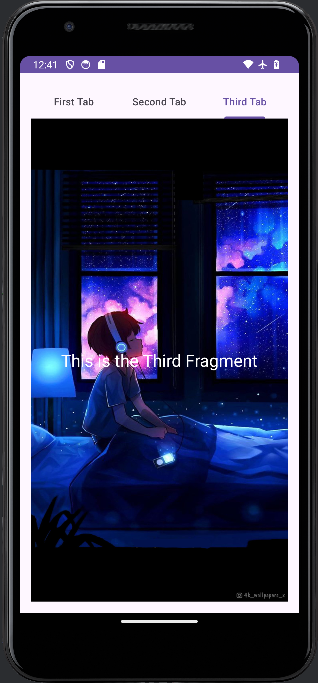 12:41
First Tab
Second Tab
Third Tab
This is the Third Fragment